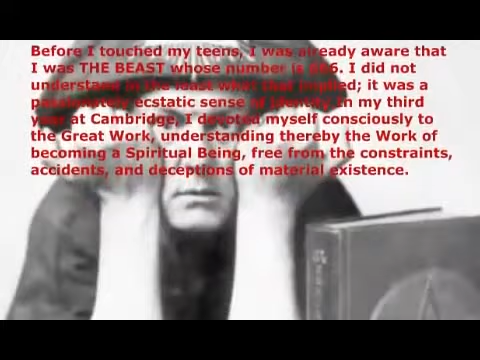 Before I touched my teens, I was already aware that
I was THE BEAST whose number is 666. I did not
understand in the least what that implied; it was a
passionately ecstatic sense of identity. In my third
year at Cambridge, I devoted myself consciously to
the Great Work, understanding thereby the Work of
becoming a Spiritual Being, free from the constraints,
accidents, and deceptions of material existence.